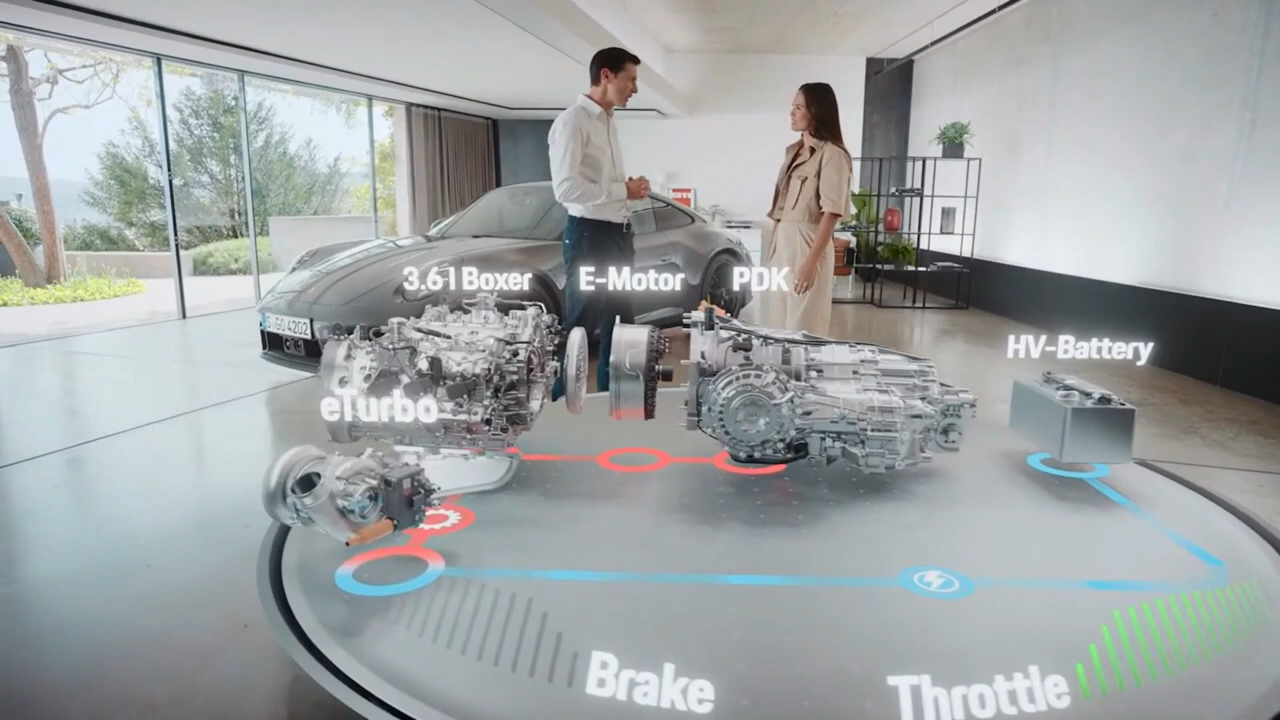 3.6 l Boxer
E-Motor
PDK
HV-Battery
eTurbo
S·GO 4202
Brake
Throttle